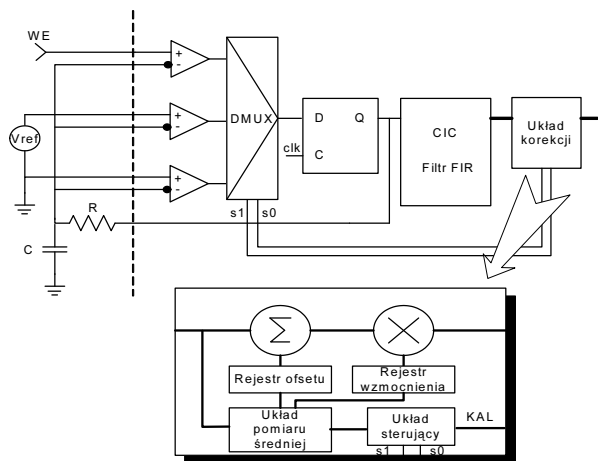 WE
+
-
+
-
+
-
Vref
DMUX
D Q
clk
C
CIC
Filtr FIR
Układ
korekcji
R
C
s1 s0
Σ
Rejestr ofsetu
Rejestr
wzmocnienia
Układ
pomiaru
średniej
Układ
sterujący
KAL
s1 s0